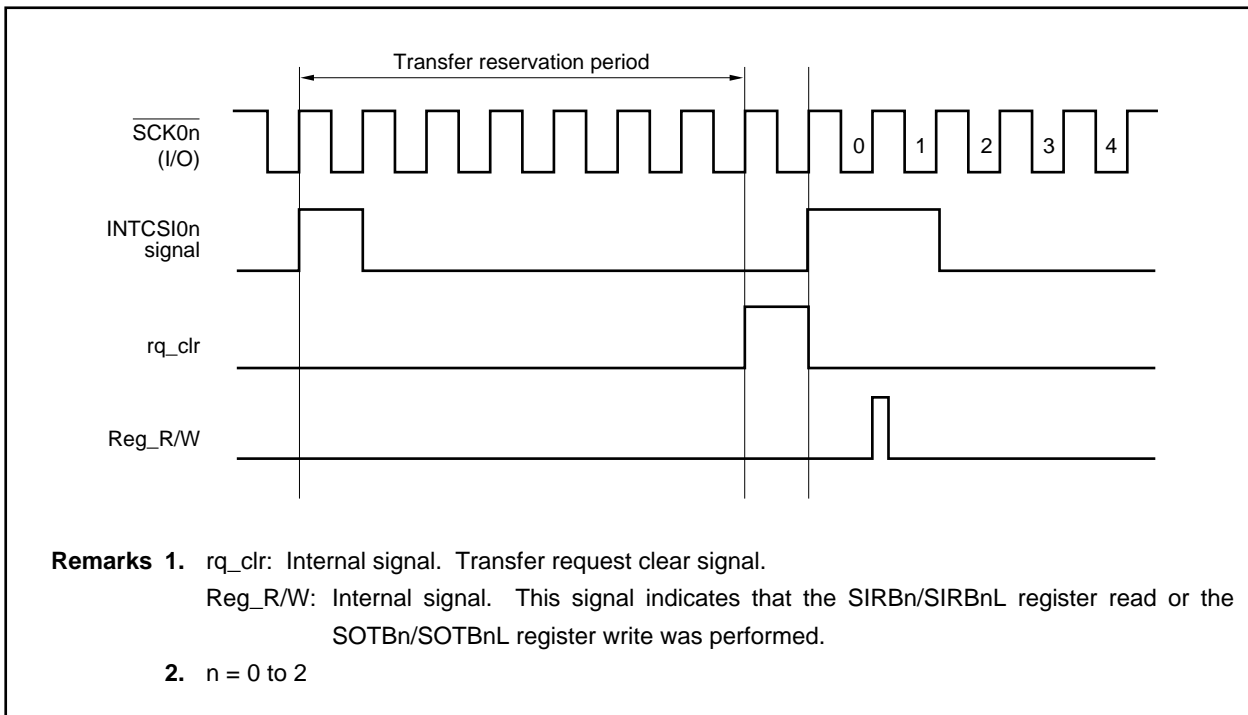 Transfer reservation period
SCK0n
(I/O)
0 1 2 3 4
INTCSI0n
signal
rq_clr
Reg_R/W
Remarks 1. rq_clr: Internal signal. Transfer request clear signal.
Reg_R/W: Internal signal. This signal indicates that the SIRBn/SIRBnL register read or the
SOTBn/SOTBnL register write was performed.
2. n = 0 to 2